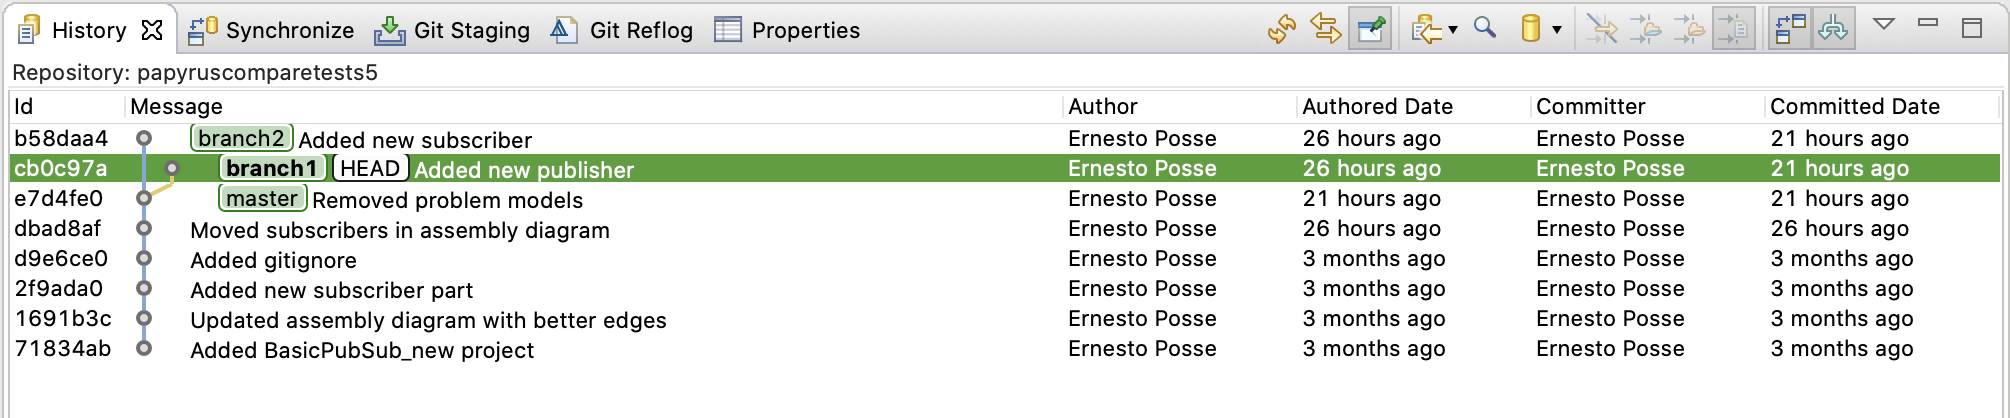 History Synchronize Git Staging Git Reflog Properties
Repository: papyruscomparetests5
Id Message Author Authored Date Committer Committed Date
b58daa4 branch2 Added new subscriber Ernesto Posse 26 hours ago Ernesto Posse 21 hours ago
cb0c97a branch1 HEAD Added new publisher Ernesto Posse 26 hours ago Ernesto Posse 21 hours ago
e7d4fe0 master Removed problem models Ernesto Posse 21 hours ago Ernesto Posse 21 hours ago
dbad8af Moved subscribers in assembly diagram Ernesto Posse 26 hours ago Ernesto Posse 26 hours ago
d9e6ce0 Added gitignore Ernesto Posse 3 months ago Ernesto Posse 3 months ago
2f9ada0 Added new subscriber part Ernesto Posse 3 months ago Ernesto Posse 3 months ago
1691b3c Updated assembly diagram with better edges Ernesto Posse 3 months ago Ernesto Posse 3 months ago
71834ab Added BasicPubSub_new project Ernesto Posse 3 months ago Ernesto Posse 3 months ago